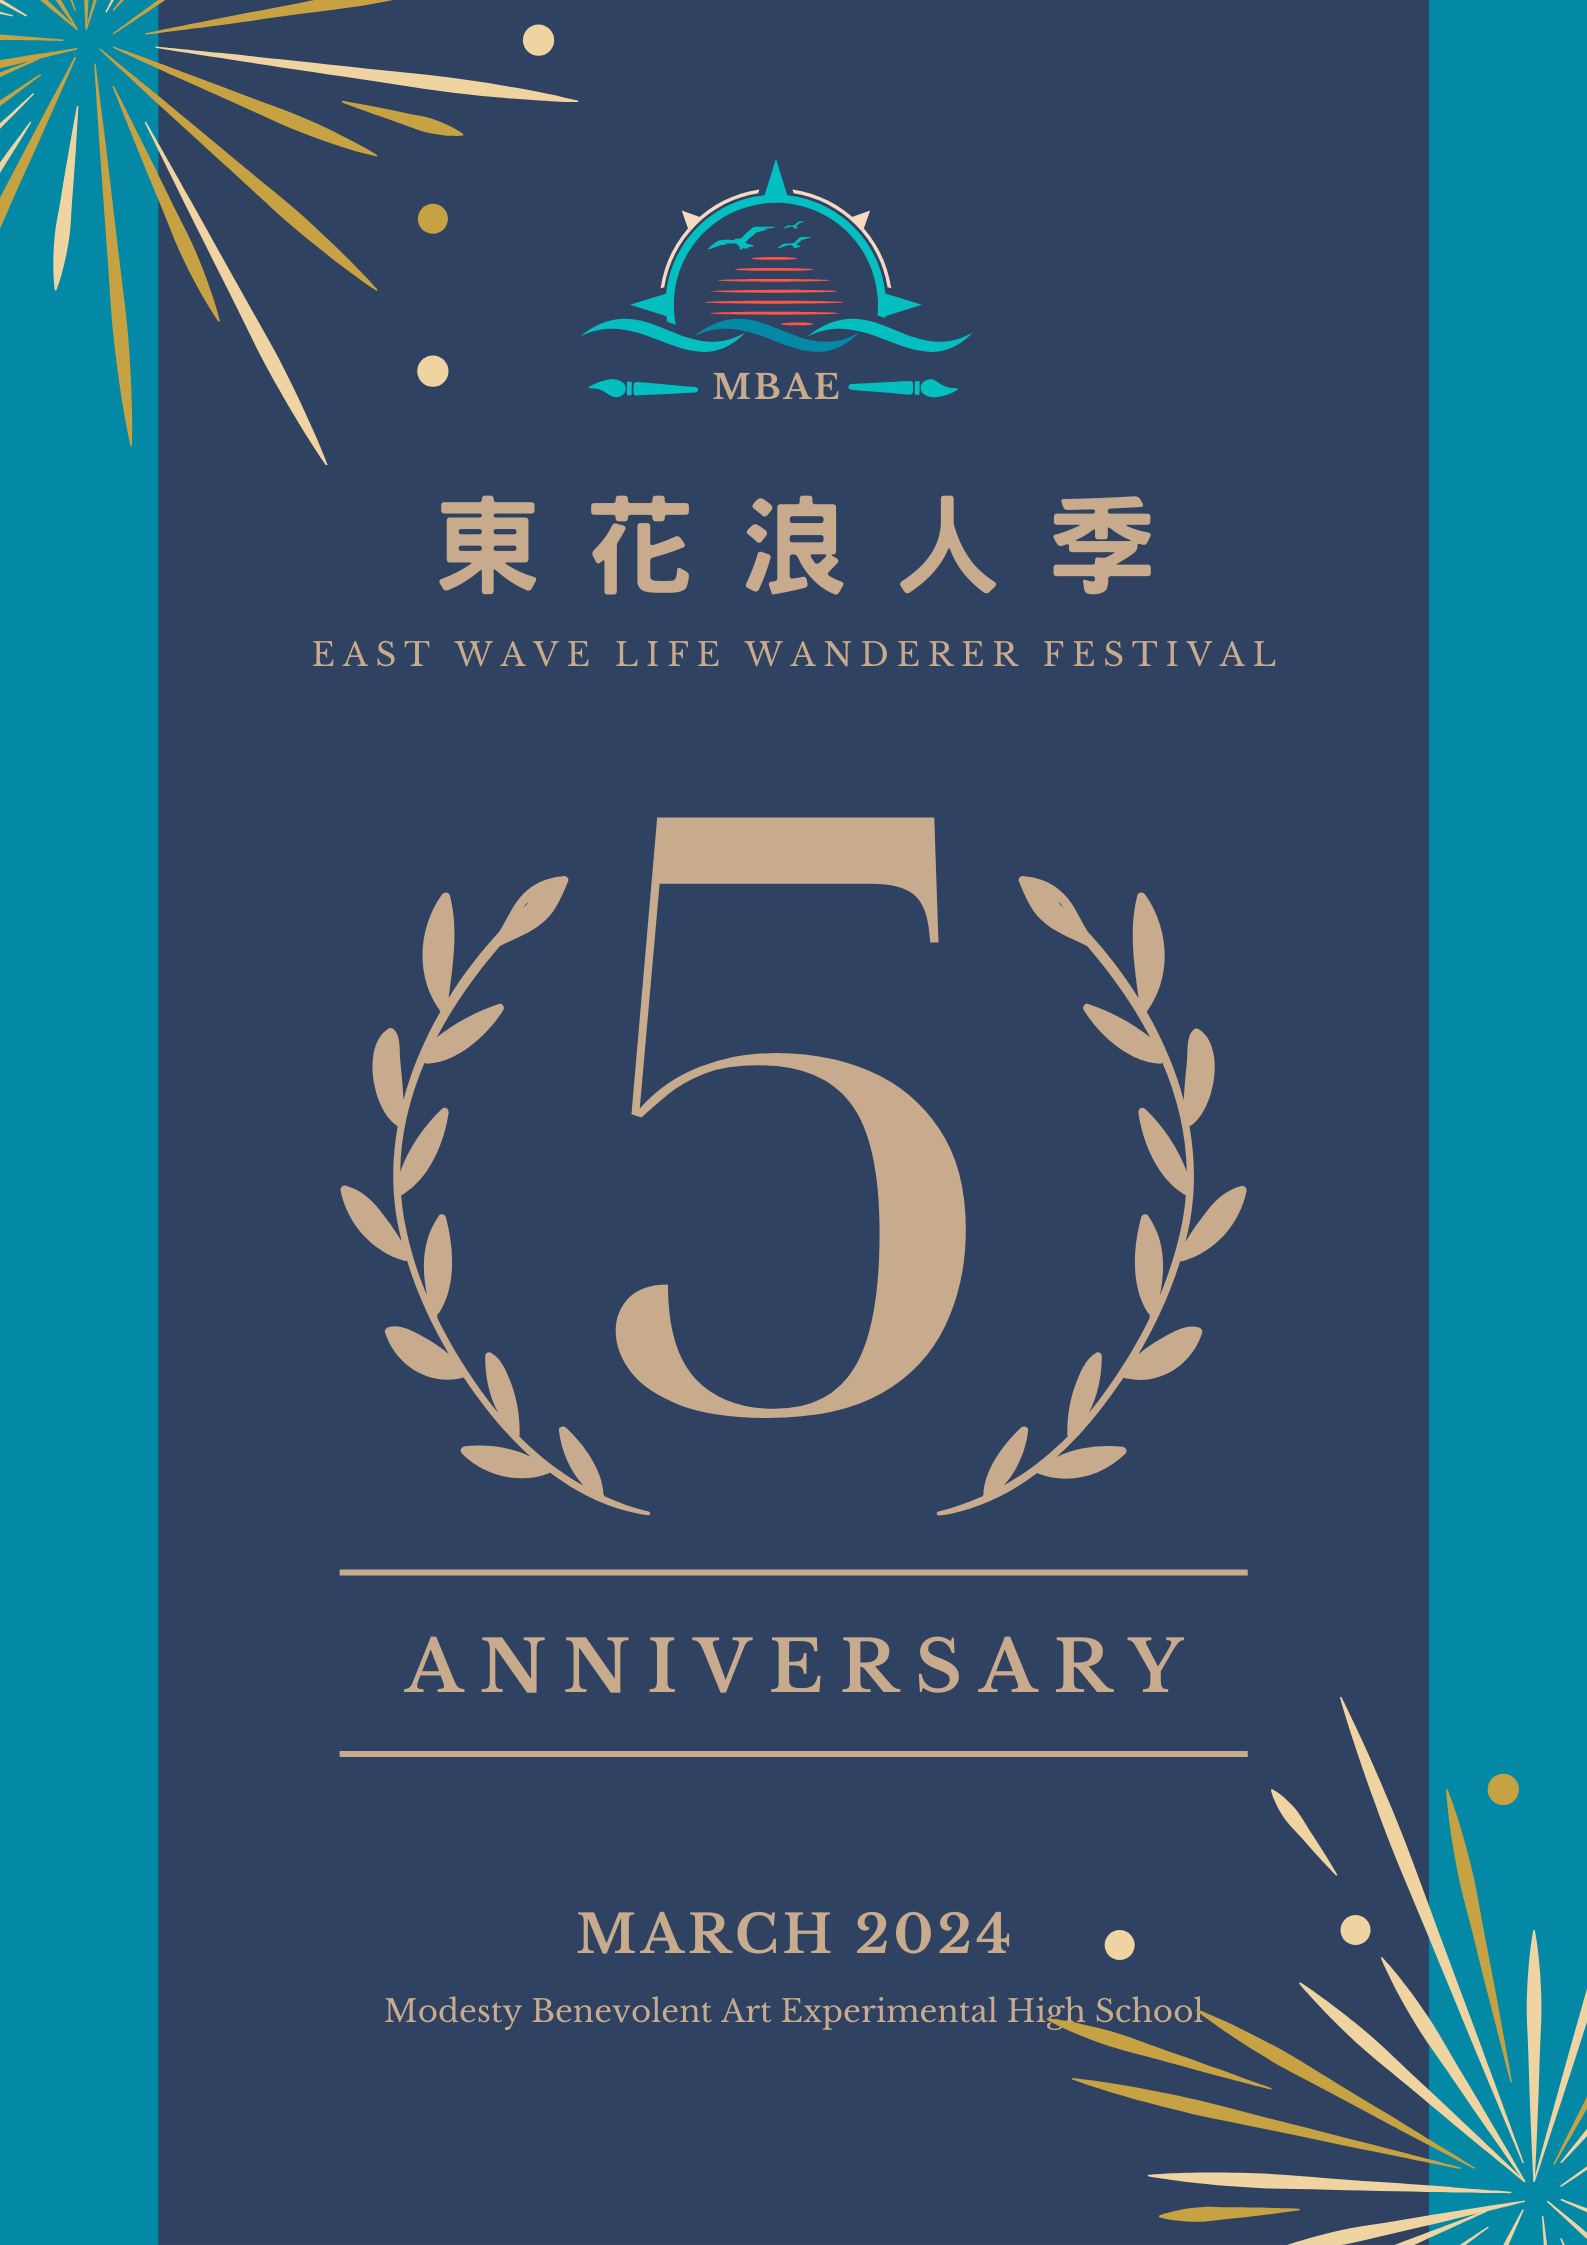 MBAE
東花浪人季
EAST WAVE LIFE WANDERER FESTIVAL
5
ANNIVERSARY
MARCH 2024
Modesty Benevolent Art Experimental High School